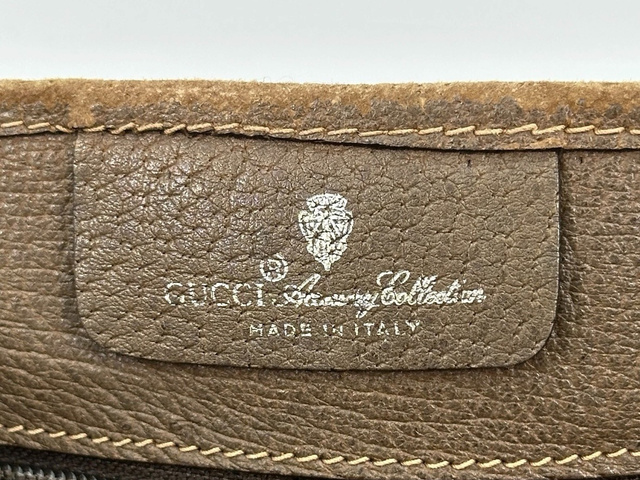 GUCCI ® Accessory Collection
MADE IN ITALY